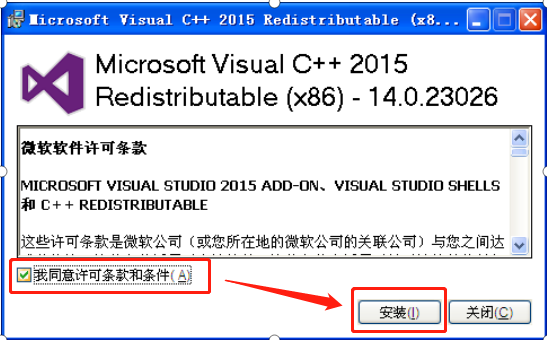 Microsoft Visual C++ 2015 Redistributable (x8...
Microsoft Visual C++ 2015
Redistributable (x86) - 14.0.23026
微软软件许可条款
MICROSOFT VISUAL STUDIO 2015 ADD-ON、VISUAL STUDIO SHELLS
和 C++ REDISTRIBUTABLE
这些许可条款是微软公司（或您所在地的微软公司的关联公司）与您之间达
我同意许可条款和条件(A)
安装(I)
关闭(C)